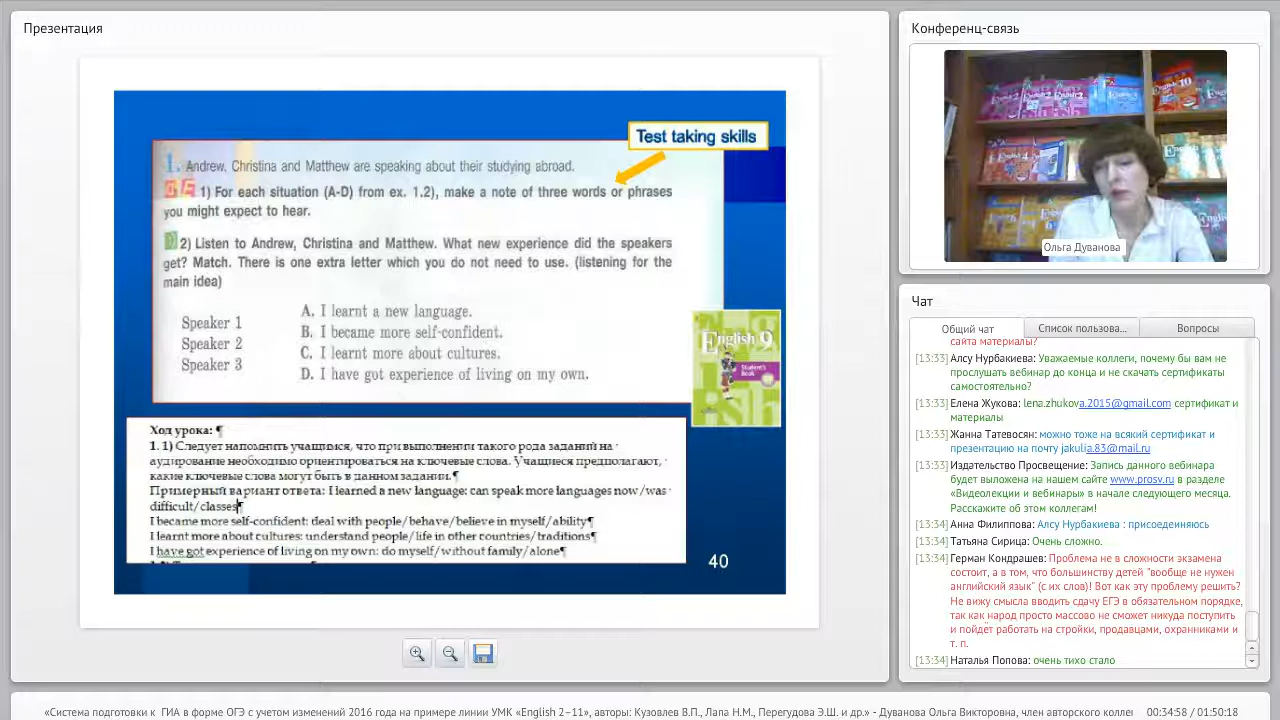 Презентация
Test taking skills
1. Andrew, Christina and Matthew are speaking about their studying abroad.
1) For each situation (A-D) from ex. 1.2), make a note of three words or phrases
you might expect to hear.
2) Listen to Andrew, Christina and Matthew. What new experience did the speakers
get? Match. There is one extra letter which you do not need to use. (listening for the
main idea)
Speaker 1
Speaker 2
Speaker 3
A. I learnt a new language.
B. I became more self-confident.
C. I learnt more about cultures.
D. I have got experience of living on my own.
English 9
Student's
Book
Ход урока: ¶
1. 1) Следует напомнить учащимся, что при выполнении такого рода заданий на
аудирование необходимо ориентироваться на ключевые слова. Учащиеся предполагают,
какие ключевые слова могут быть в данном задании.¶
Примерный вариант ответа: I learned a new language: can speak more languages now/was
difficult/classes¶
I became more self-confident: deal with people/behave/believe in myself/ability¶
I learnt more about cultures: understand people/life in other countries/traditions¶
I have got experience of living on my own: do myself/without family/alone¶
40
Конференц-связь
English 2
English 10
English 4
Ольга Дуванова
Чат
Общий чат
Список пользова...
Вопросы
сайта материалы?
[13:33] Алсу Нурбакиева: Уважаемые коллеги, почему бы вам не
прослушать вебинар до конца и не скачать сертификаты
самостоятельно?
[13:33] Елена Жукова: lena.zhukova.2015@gmail.com сертификат и
материалы
[13:33] Жанна Татевосян: можно тоже на всякий сертификат и
презентацию на почту jakulia.83@mail.ru
[13:33] Издательство Просвещение: Запись данного вебинара
будет выложена на нашем сайте www.prosv.ru в разделе
«Видеолекции и вебинары» в начале следующего месяца.
Расскажите об этом коллегам!
[13:34] Анна Филиппова: Алсу Нурбакиева : присоедeиняюсь
[13:34] Татьяна Сирица: Очень сложно.
[13:34] Герман Кондрашев: Проблема не в сложности экзамена
состоит, а в том, что большинству детей "вообще не нужен
английский язык" (с их слов)! Вот как эту проблему решить?
Не вижу смысла вводить сдачу ЕГЭ в обязательном порядке,
так как народ просто массово не сможет никуда поступить
и пойдёт работать на стройки, продавцами, охранниками и
т. п.
[13:34] Наталья Попова: очень тихо стало
«Система подготовки к ГИА в форме ОГЭ с учетом изменений 2016 года на примере линии УМК «English 2–11», авторы: Кузовлев В.П., Лапа Н.М., Перегудова Э.Ш. и др.» - Дуванова Ольга Викторовна, член авторского коллег
00:34:58 / 01:50:18